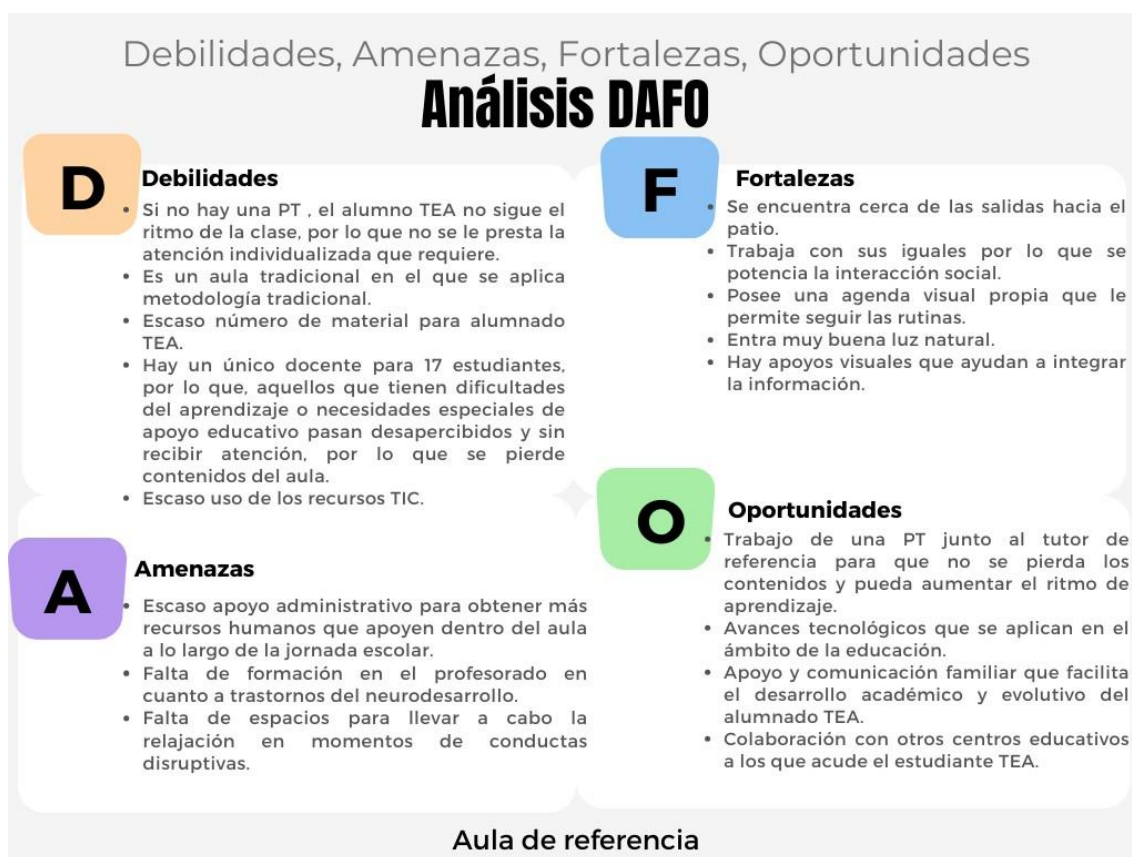 Debilidades, Amenazas, Fortalezas, Oportunidades
Análisis DAFO
D
Debilidades
• Si no hay una PT , el alumno TEA no sigue el
ritmo de la clase, por lo que no se le presta la
atención individualizada que requiere.
• Es un aula tradicional en el que se aplica
metodología tradicional.
• Escaso número de material para alumnado
TEA.
• Hay un único docente para 17 estudiantes,
por lo que, aquellos que tienen dificultades
del aprendizaje o necesidades especiales de
apoyo educativo pasan desapercibidos y sin
recibir atención, por lo que se pierde
contenidos del aula.
• Escaso uso de los recursos TIC.
F
Fortalezas
• Se encuentra cerca de las salidas hacia el
patio.
• Trabaja con sus iguales por lo que se
potencia la interacción social.
• Posee una agenda visual propia que le
permite seguir las rutinas.
• Entra muy buena luz natural.
• Hay apoyos visuales que ayudan a integrar
la información.
A
Amenazas
• Escaso apoyo administrativo para obtener más
recursos humanos que apoyen dentro del aula
a lo largo de la jornada escolar.
• Falta de formación en el profesorado en
cuanto a trastornos del neurodesarrollo.
• Falta de espacios para llevar a cabo la
relajación en momentos de conductas
disruptivas.
O
Oportunidades
• Trabajo de una PT junto al tutor de
referencia para que no se pierda los
contenidos y pueda aumentar el ritmo de
aprendizaje.
• Avances tecnológicos que se aplican en el
ámbito de la educación.
• Apoyo y comunicación familiar que facilita
el desarrollo académico y evolutivo del
alumnado TEA.
• Colaboración con otros centros educativos
a los que acude el estudiante TEA.
Aula de referencia